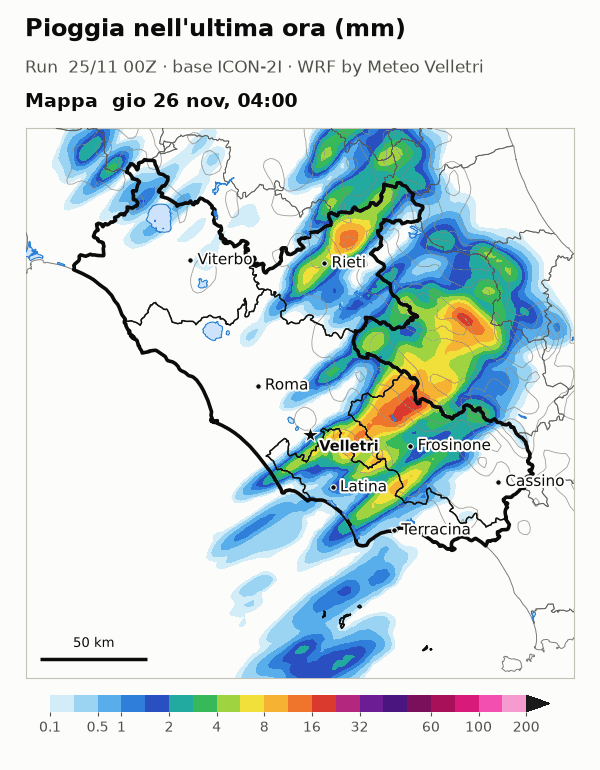 Pioggia nell'ultima ora (mm)
Run  25/11 00Z · base ICON-2I · WRF by Meteo Velletri
Mappa  gio 26 nov, 04:00
Viterbo
Rieti
Roma
Velletri
Frosinone
Latina
Cassino
Terracina
50 km
0.1 0.5 1 2 4 8 16 32 60 100 200